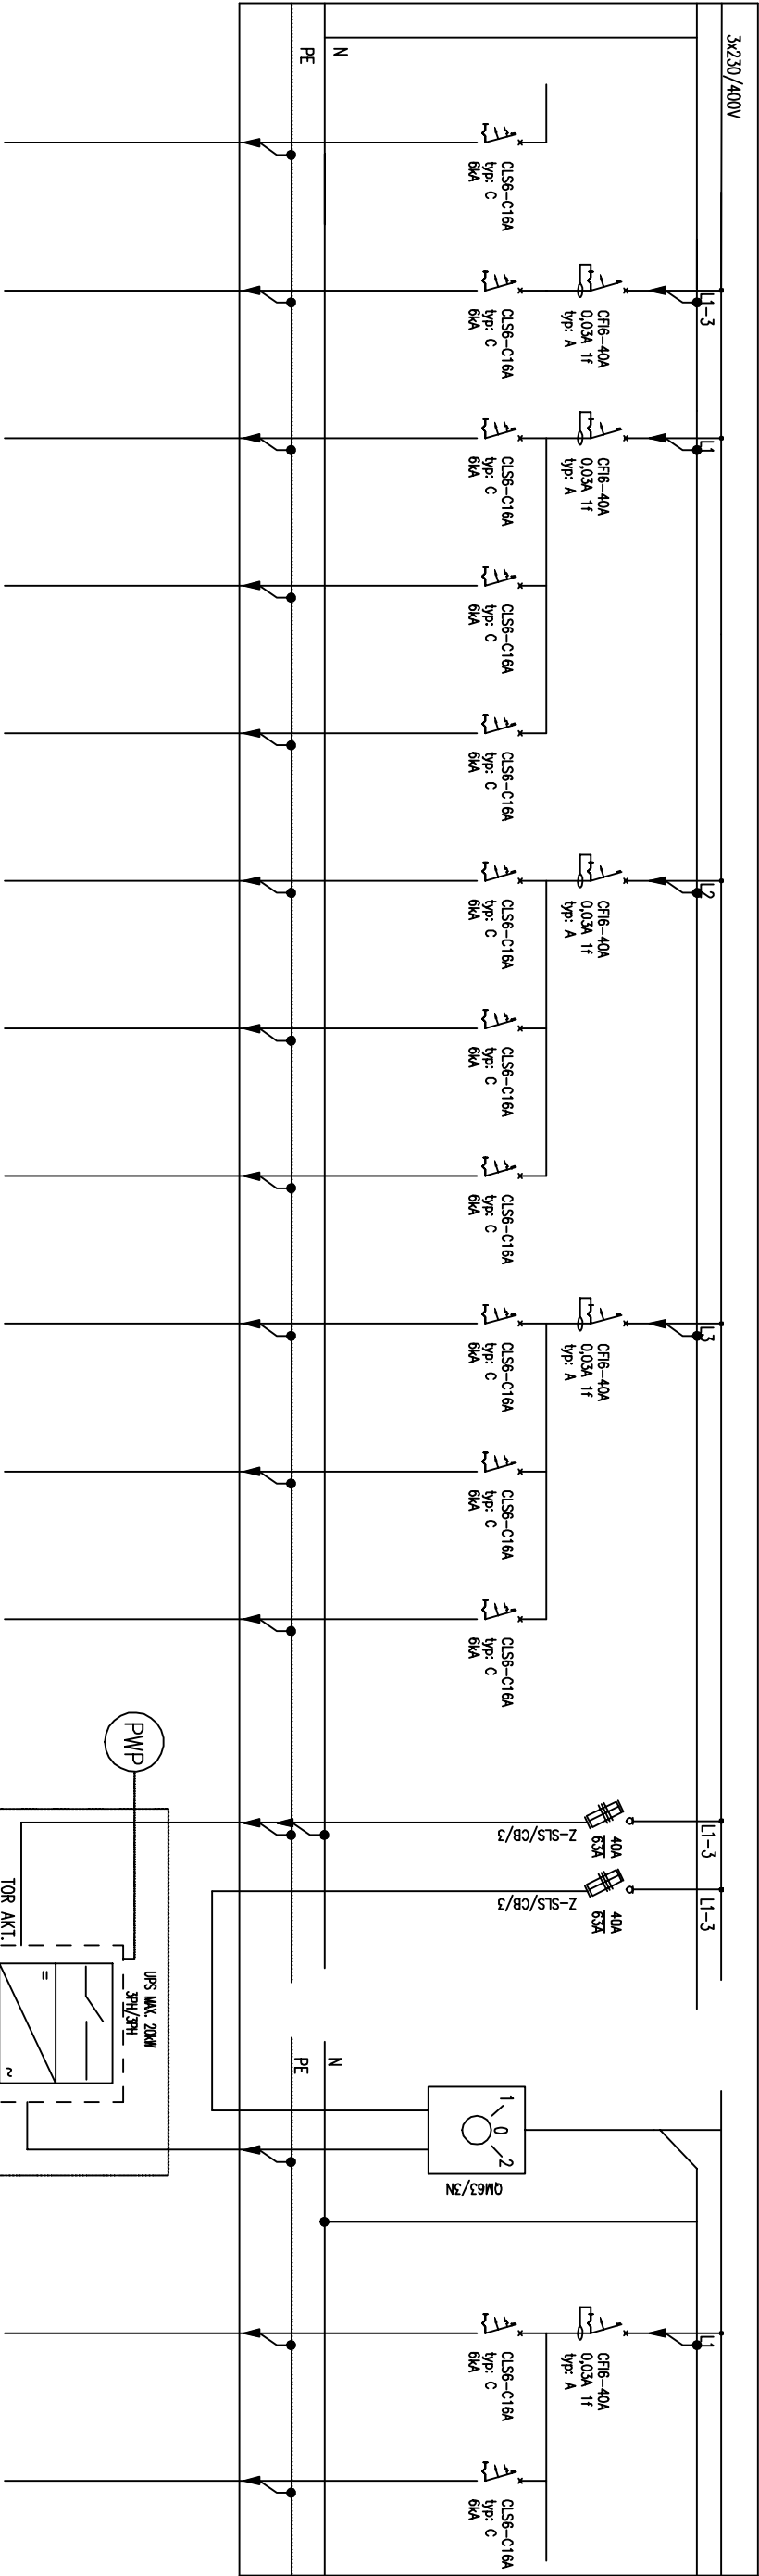 3x230/400V
N
PE
CLS6-C16A
typ: C
6kA
L1-3
CFI6-40A
0,03A 1f
typ: A
CLS6-C16A
typ: C
6kA
L1
CFI6-40A
0,03A 1f
typ: A
CLS6-C16A
typ: C
6kA
CLS6-C16A
typ: C
6kA
CLS6-C16A
typ: C
6kA
L2
CFI6-40A
0,03A 1f
typ: A
CLS6-C16A
typ: C
6kA
CLS6-C16A
typ: C
6kA
CLS6-C16A
typ: C
6kA
L3
CFI6-40A
0,03A 1f
typ: A
CLS6-C16A
typ: C
6kA
CLS6-C16A
typ: C
6kA
CLS6-C16A
typ: C
6kA
PWP
L1-3
40A
63A
Z-SLS/CB/3
L1-3
40A
63A
Z-SLS/CB/3
UPS MAX. 20kW
3PH/3PH
TOR AKT.
=
~
N
PE
1
0
2
QM63/3N
L1
CFI6-40A
0,03A 1f
typ: A
CLS6-C16A
typ: C
6kA
CLS6-C16A
typ: C
6kA